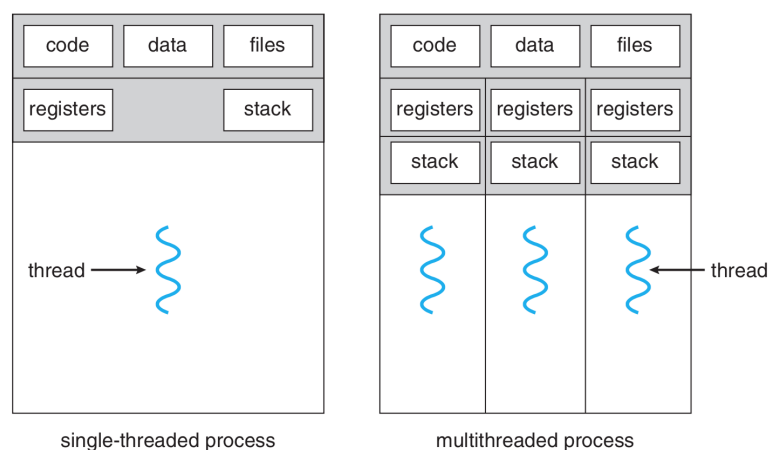 code data files
registers stack
thread
single-threaded process
code data files
registers registers registers
stack stack stack
thread
multithreaded process